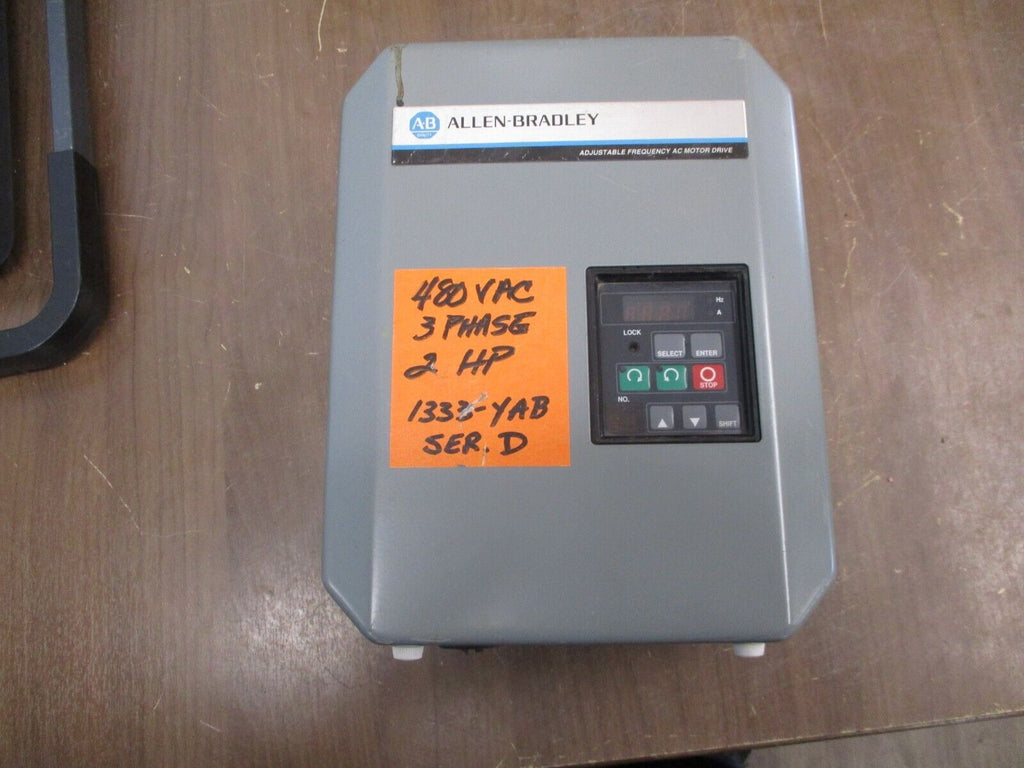 A·B
ALLEN-BRADLEY
ADJUSTABLE FREQUENCY AC MOTOR DRIVE
480 VAC
3 PHASE
2 HP
1333-YAB
SER. D
Hz
A
LOCK
SELECT
ENTER
STOP
NO.
SHIFT